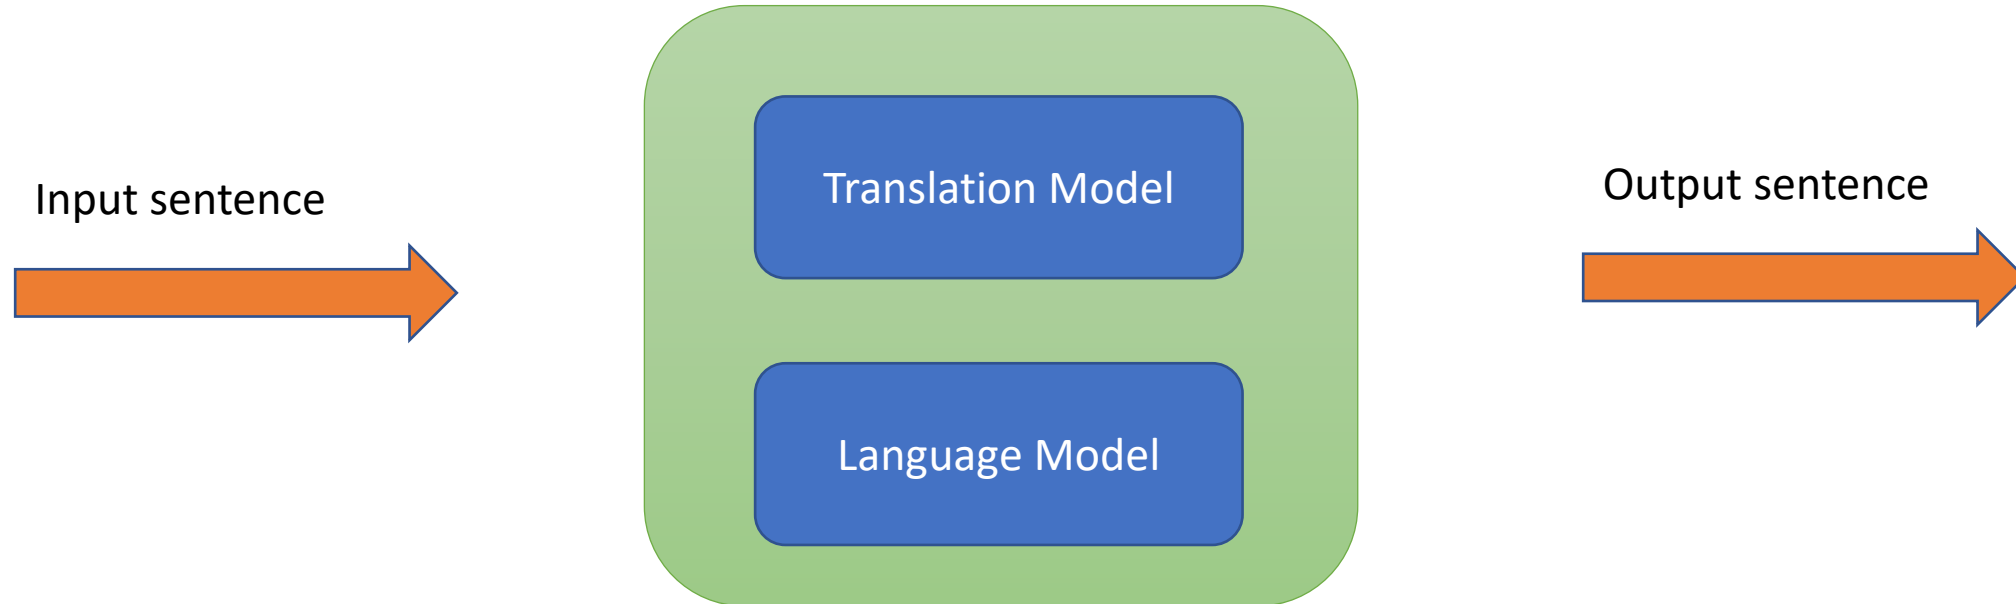 Input sentence
Translation Model
Language Model
Output sentence